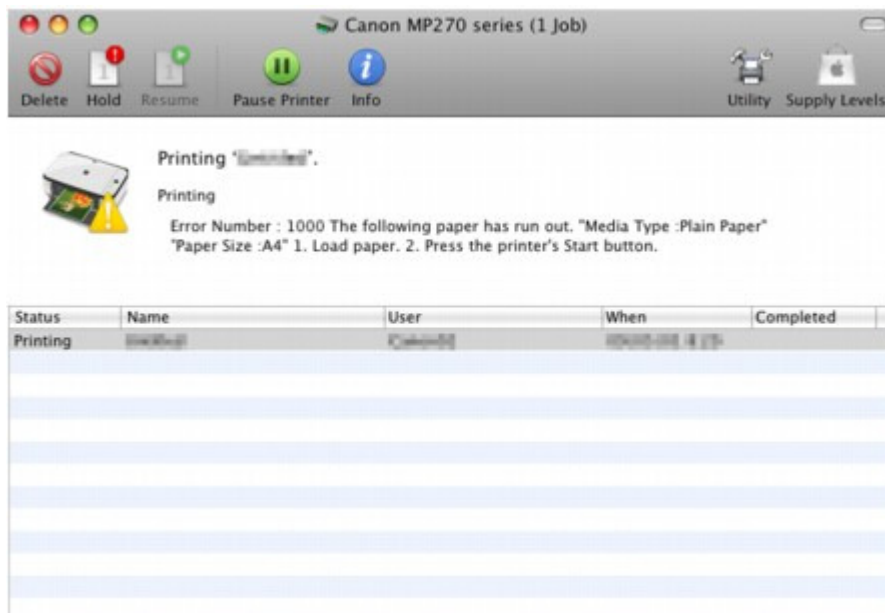 Canon MP270 series (1 Job)
Delete Hold Resume Pause Printer Info Utility Supply Levels
Printing "
Printing
Error Number : 1000 The following paper has run out. "Media Type :Plain Paper"
"Paper Size :A4" 1. Load paper. 2. Press the printer's Start button.
Status Name User When Completed
Printing